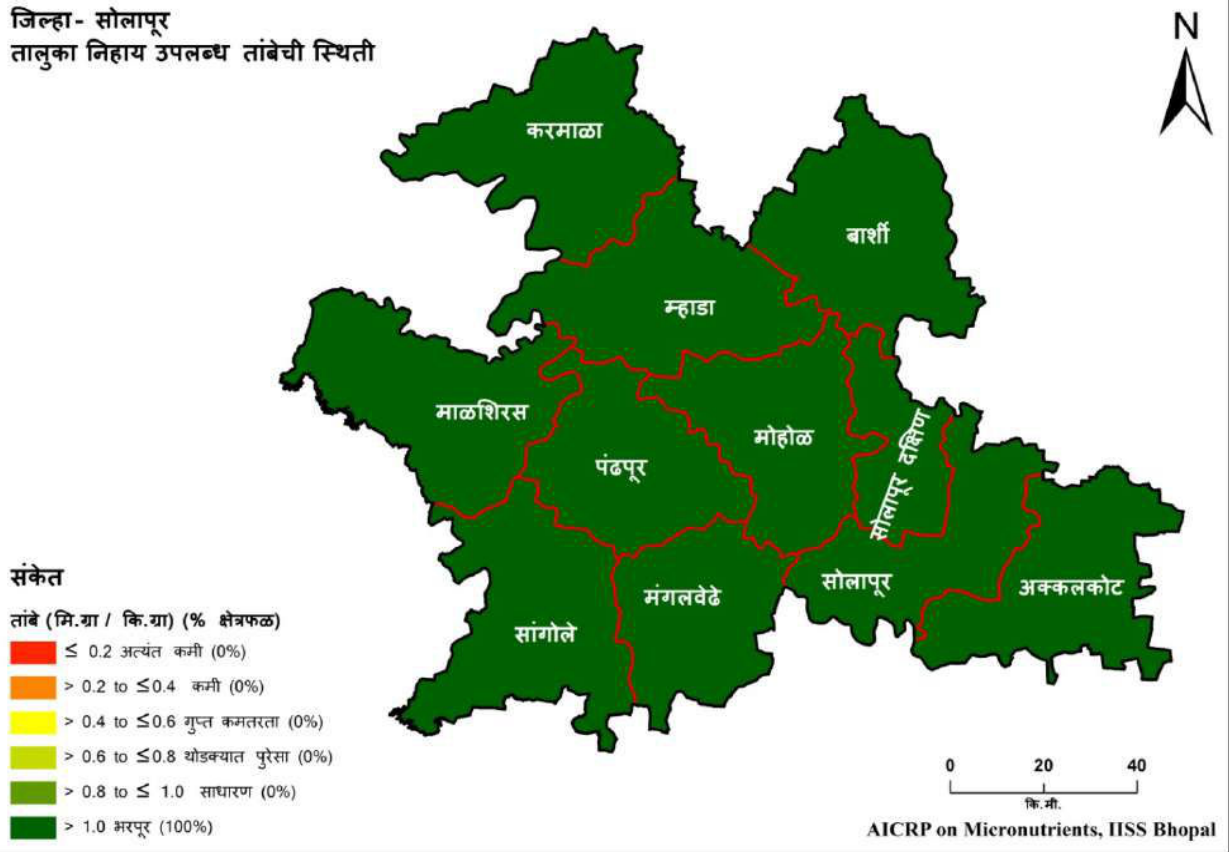 जिल्हा- सोलापूर
तालुका निहाय उपलब्ध तांबेची स्थिती
N
करमाळा
बार्शी
म्हाडा
माळशिरस
मोहोळ
सोलापूर दक्षिण
पंढपूर
सोलापूर
अक्कलकोट
मंगलवेढे
सांगोले
संकेत
तांबे (मि.ग्रा / कि.ग्रा) (% क्षेत्रफळ)
≤ 0.2 अत्यंत कमी (0%)
> 0.2 to ≤0.4 कमी (0%)
> 0.4 to ≤0.6 गुप्त कमतरता (0%)
> 0.6 to ≤0.8 थोडक्यात पुरेसा (0%)
> 0.8 to ≤ 1.0 साधारण (0%)
> 1.0 भरपूर (100%)
0 20 40
कि.मी.
AICRP on Micronutrients, IISS Bhopal